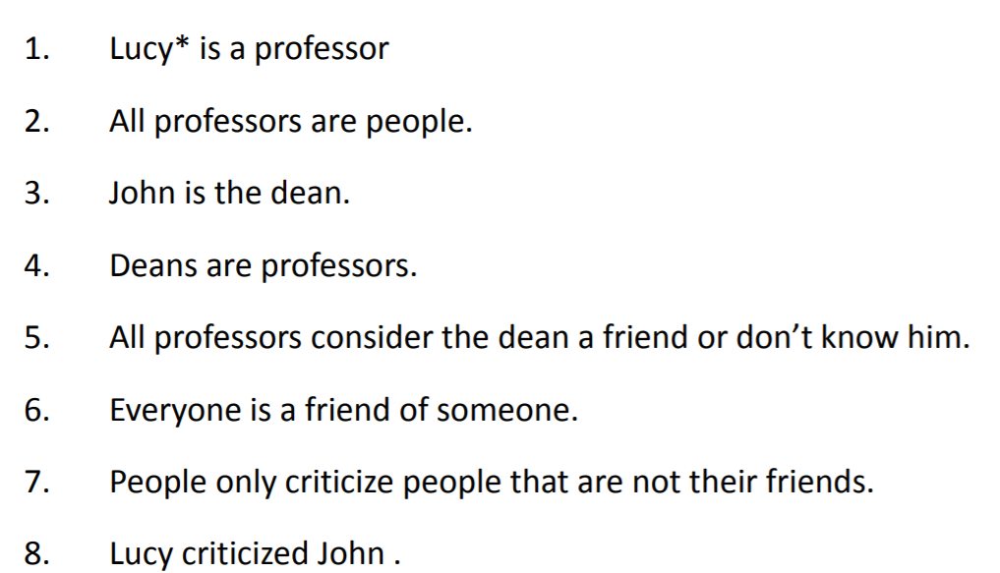 1. Lucy* is a professor
2. All professors are people.
3. John is the dean.
4. Deans are professors.
5. All professors consider the dean a friend or don’t know him.
6. Everyone is a friend of someone.
7. People only criticize people that are not their friends.
8. Lucy criticized John .